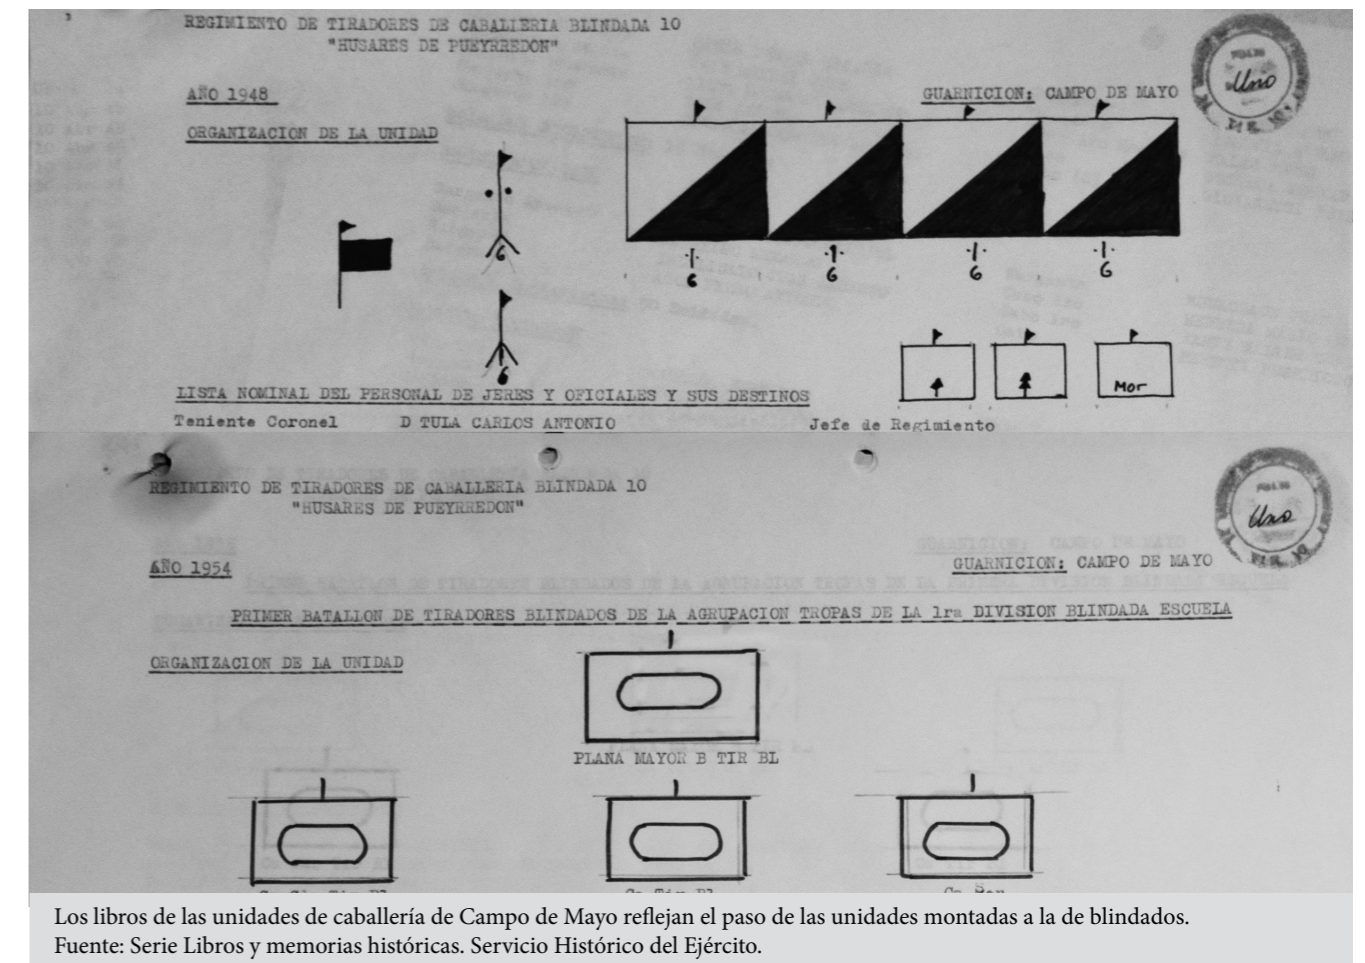 REGIMIENTO DE TIRADORES DE CABALLERIA BLINDADA 10
"HUSARES DE PUEYRREDON"
AÑO 1948
GUARNICION: CAMPO DE MAYO
Uno
ORGANIZACION DE LA UNIDAD
6
6 6 6 6
6
Mor
LISTA NOMINAL DEL PERSONAL DE JERES Y OFICIALES Y SUS DESTINOS
Teniente Coronel D TULA CARLOS ANTONIO Jefe de Regimiento
REGIMIENTO DE TIRADORES DE CABALLERIA BLINDADA 10
"HUSARES DE PUEYRREDON"
Uno
AÑO 1954
GUARNICION: CAMPO DE MAYO
PRIMER BATALLON DE TIRADORES BLINDADOS DE LA AGRUPACION TROPAS DE LA 1ra DIVISION BLINDADA ESCUELA
ORGANIZACION DE LA UNIDAD
PLANA MAYOR B TIR BL
Los libros de las unidades de caballería de Campo de Mayo reflejan el paso de las unidades montadas a la de blindados.
Fuente: Serie Libros y memorias históricas. Servicio Histórico del Ejército.